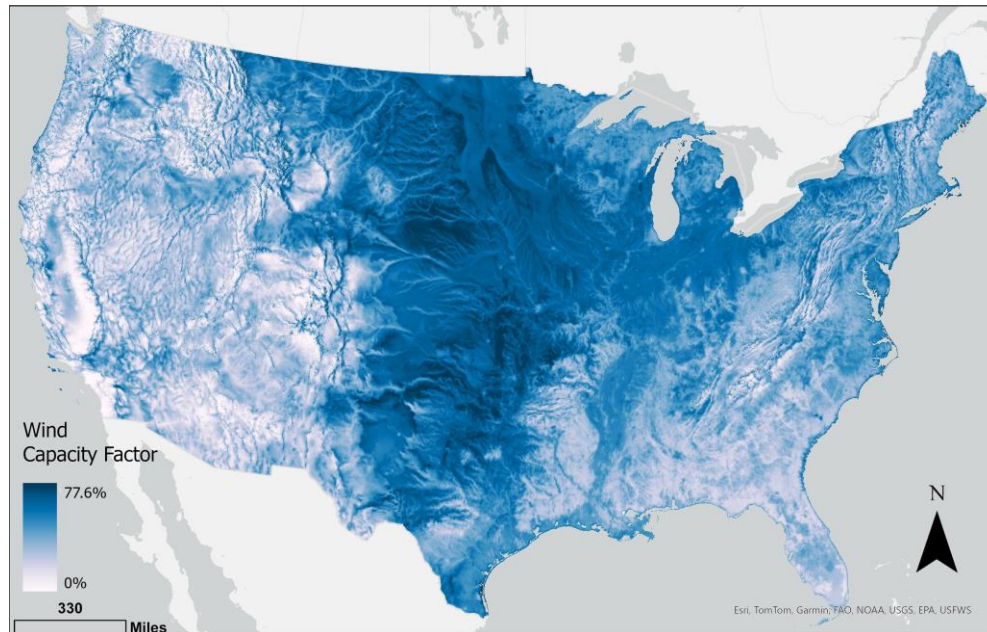 Wind
Capacity Factor
77.6%
0%
330
Miles
N
Esri, TomTom, Garmin, FAO, NOAA, USGS, EPA, USFWS